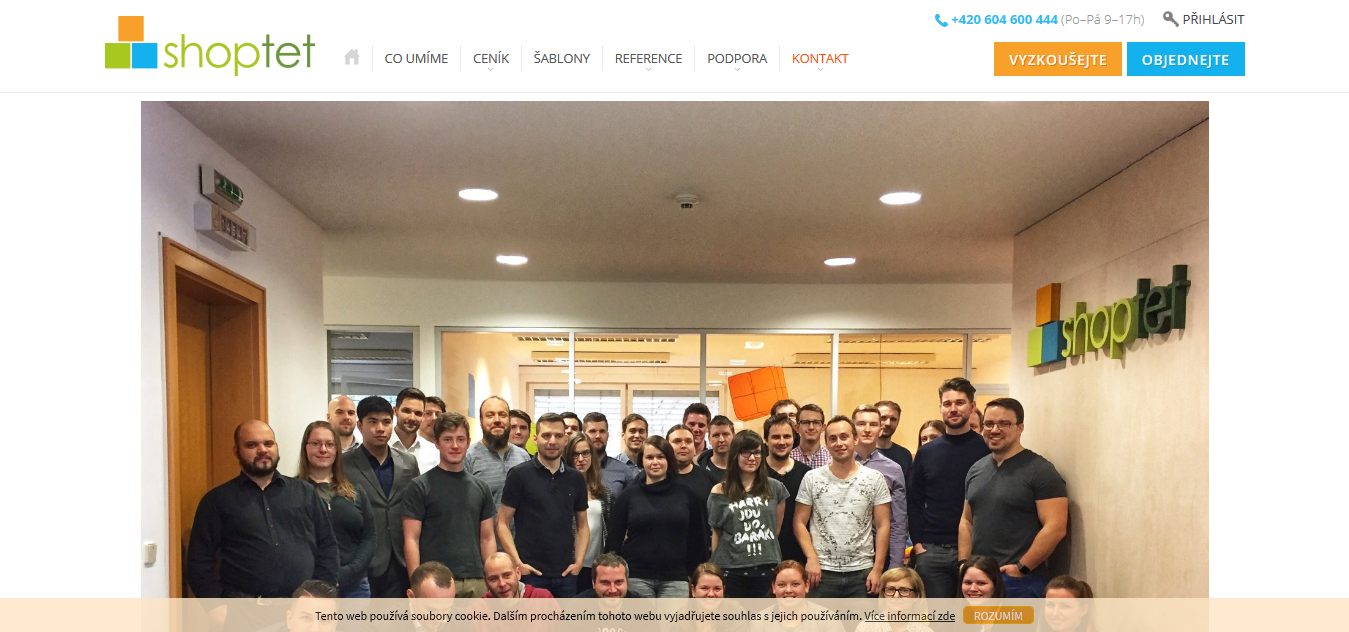 +420 604 600 444 (Po–Pá 9–17h) PŘIHLÁSIT
shoptet
CO UMÍME CENÍK ŠABLONY REFERENCE PODPORA KONTAKT
VYZKOUŠEJTE OBJEDNEJTE
shoptet
HARRY
JDU
DO
BARÁKU
!!!
Tento web používá soubory cookie. Dalším procházením tohoto webu vyjadřujete souhlas s jejich používáním. Více informací zde ROZUMÍM